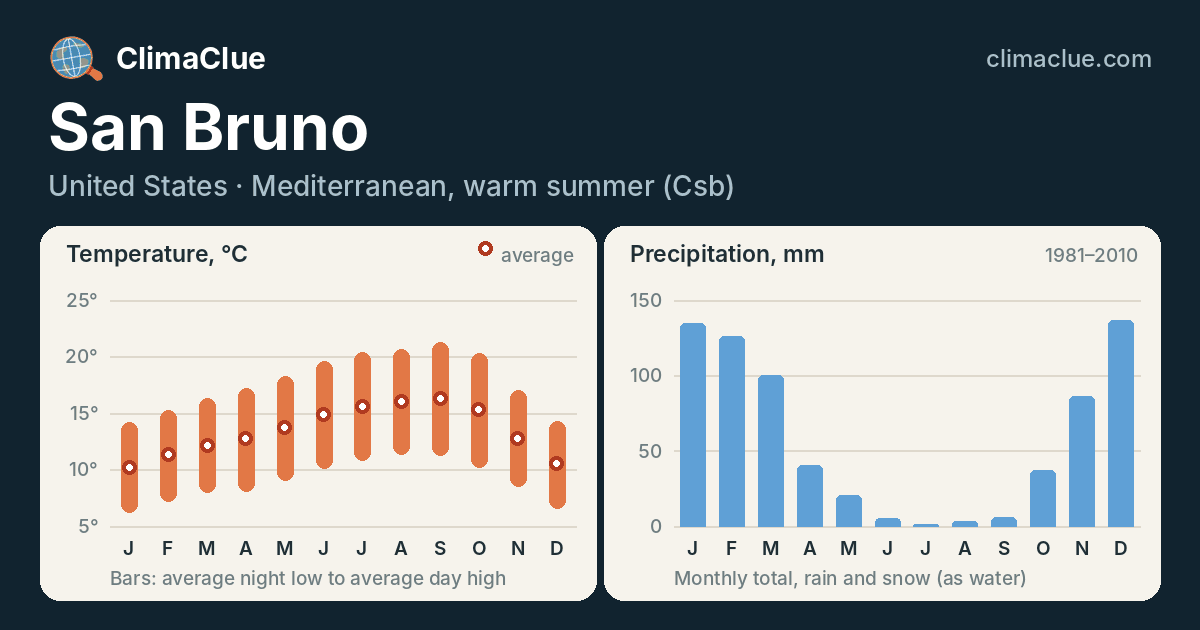 ClimaClue
climaclue.com
San Bruno
United States · Mediterranean, warm summer (Csb)
Temperature, °C
average
25°
20°
15°
10°
5°
J F M A M J J A S O N D
Bars: average night low to average day high
Precipitation, mm
1981–2010
150
100
50
0
J F M A M J J A S O N D
Monthly total, rain and snow (as water)